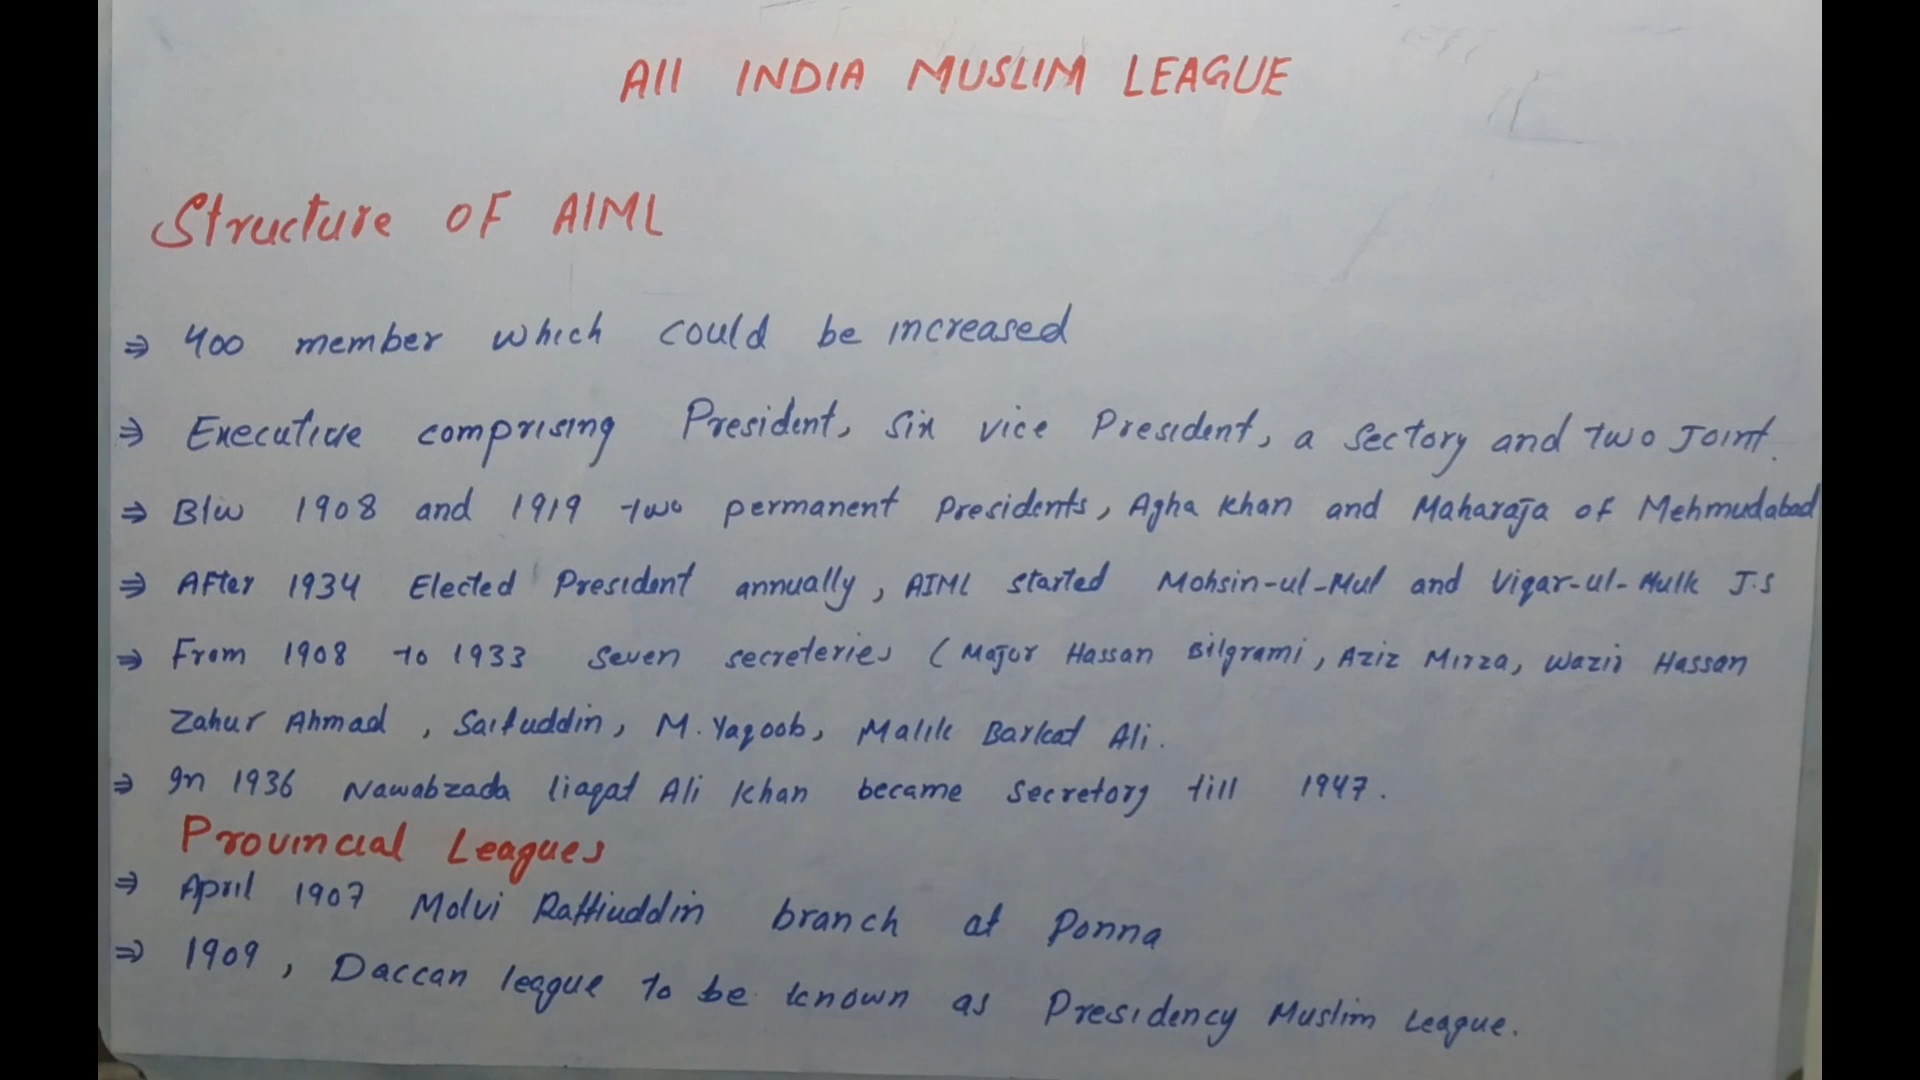 All INDIA MUSLIM LEAGUE
Structure OF AIML
⇒ 400 member which could be increased
⇒ Executive comprising President, Six vice President, a Sectory and two Joint.
⇒ B/w 1908 and 1919 two permanent Presidents, Agha Khan and Maharaja of Mehmudabad
⇒ After 1934 Elected President annually, AIML started Mohsin-ul-Mul and Viqar-ul-Mulk J.S
⇒ From 1908 to 1933 Seven secreteries (Major Hassan Bilgrami, Aziz Mirza, Wazir Hassan
Zahur Ahmad, Saifuddin, M. Yaqoob, Malik Barkat Ali.
⇒ In 1936 Nawabzada liaqat Ali Khan became Secretory till 1947.
Provincial Leagues
⇒ April 1907 Molvi Raffiuddin branch at Ponna
⇒ 1909, Daccan league to be known as Presidency Muslim League.